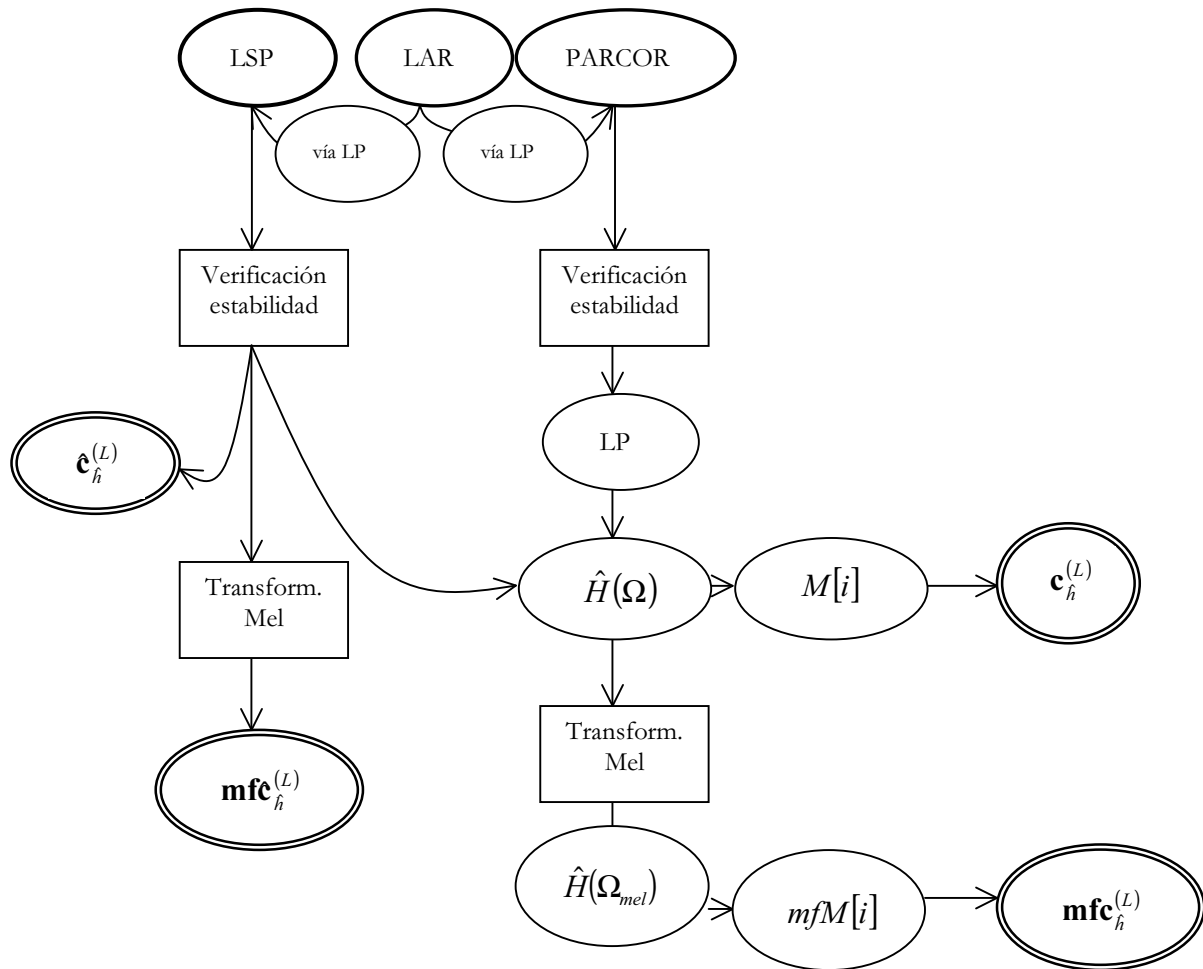 LSP LAR PARCOR
vía LP vía LP
Verificación
estabilidad
Verificación
estabilidad
LP
ĉ_ĥ^(L)
Transform.
Mel
Ĥ(Ω) M[i] c_ĥ^(L)
Transform.
Mel
mfĉ_ĥ^(L)
Ĥ(Ω_mel) mfM[i] mfc_ĥ^(L)